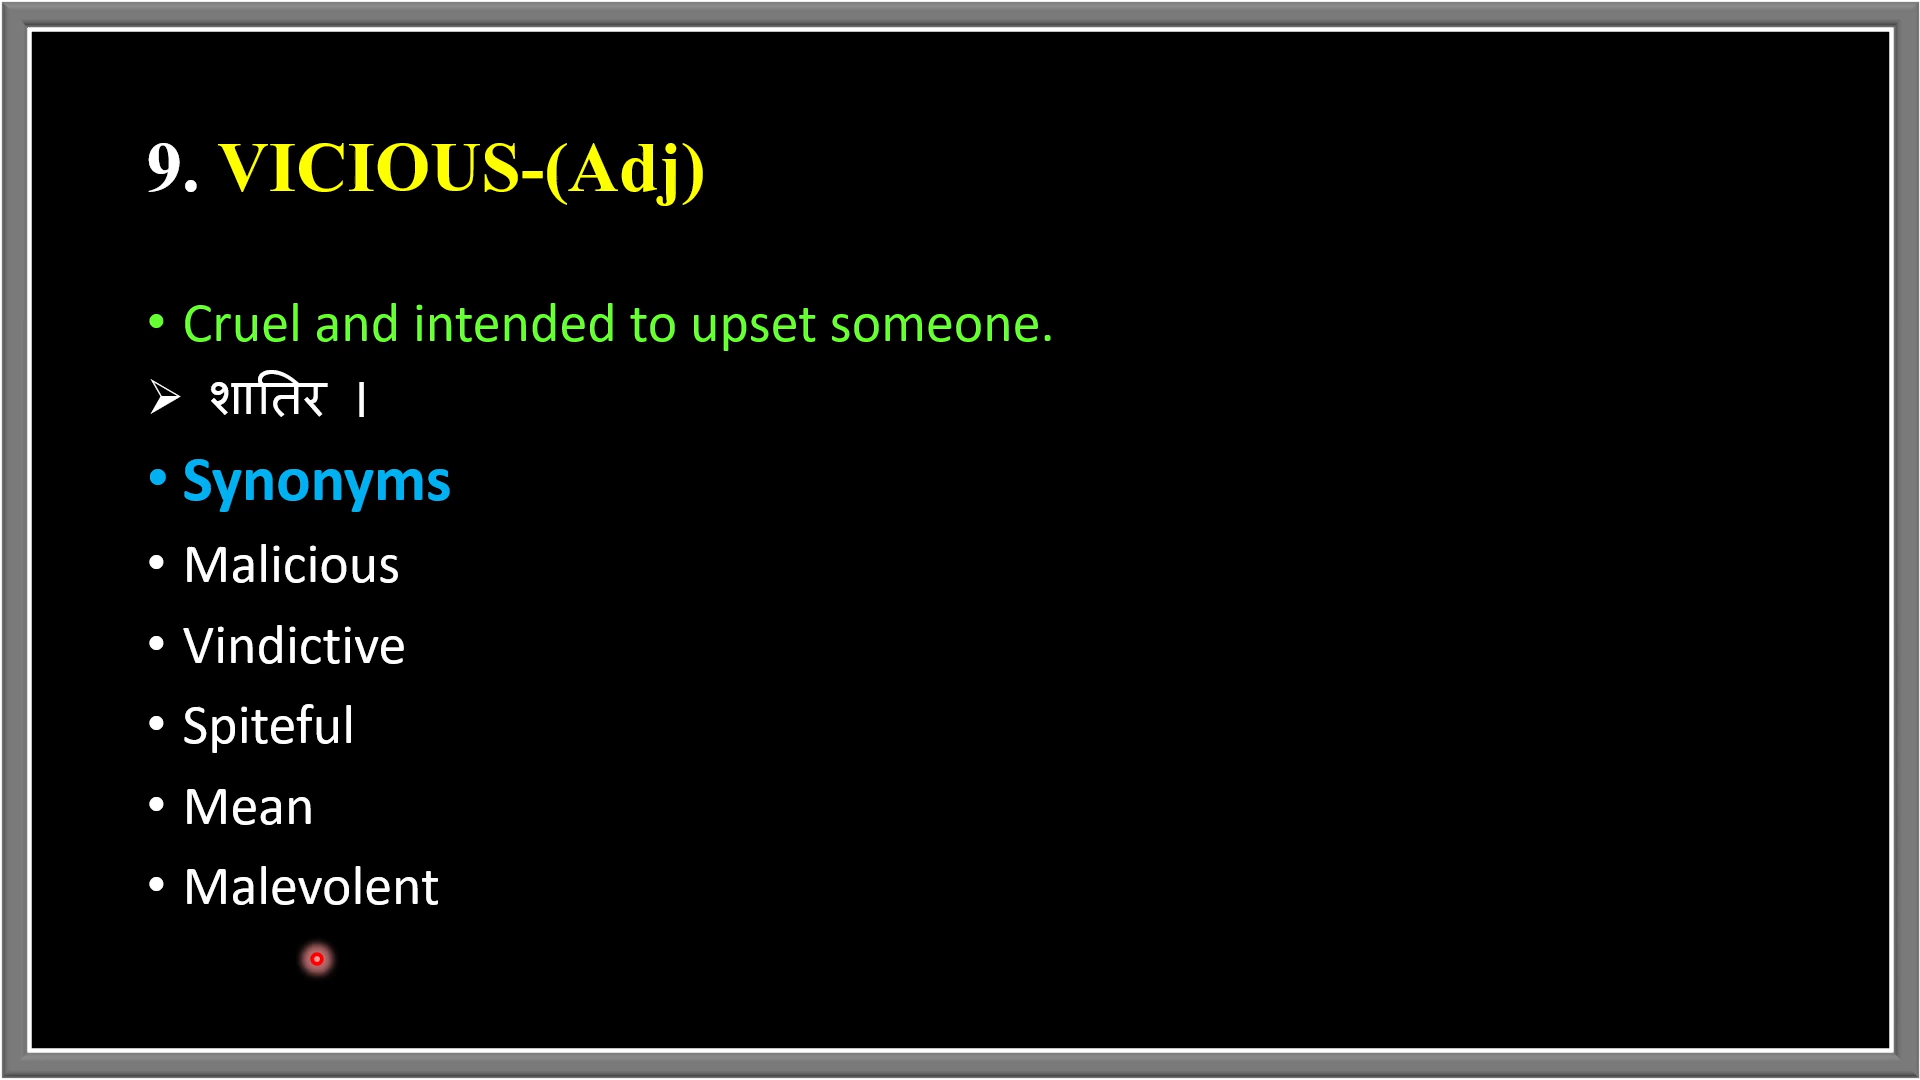 9. VICIOUS-(Adj)
• Cruel and intended to upset someone.
➢ शातिर ।
• Synonyms
• Malicious
• Vindictive
• Spiteful
• Mean
• Malevolent